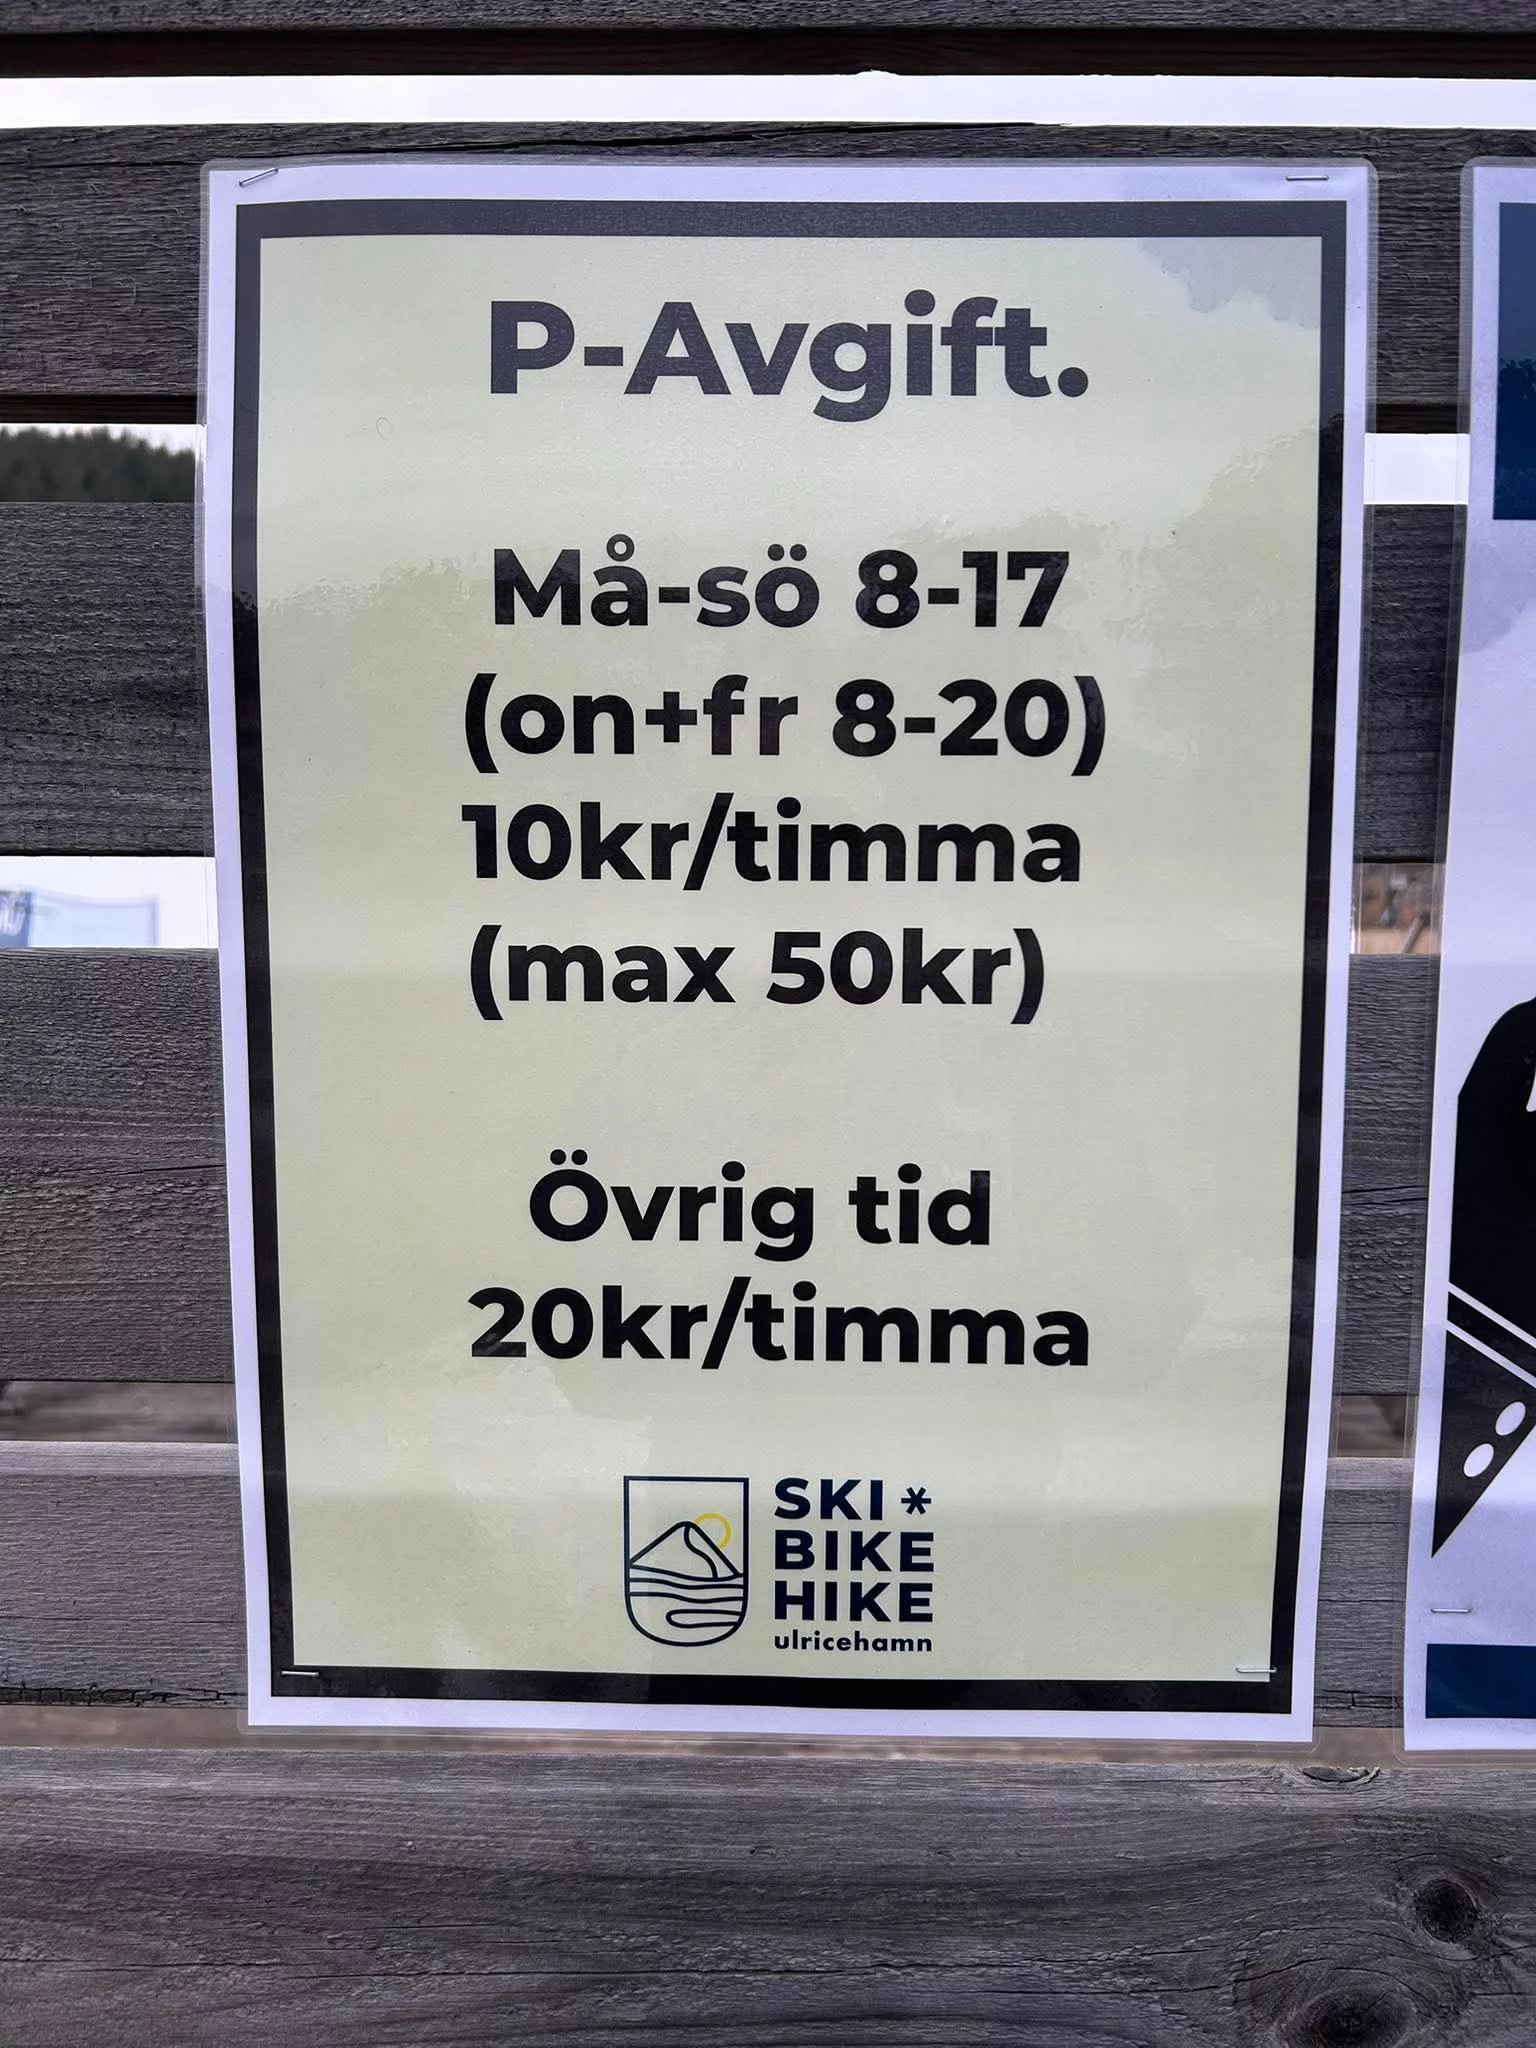 P-Avgift.
Må-sö 8-17
(on+fr 8-20)
10kr/timma
(max 50kr)
Övrig tid
20kr/timma
SKI *
BIKE
HIKE
ulricehamn